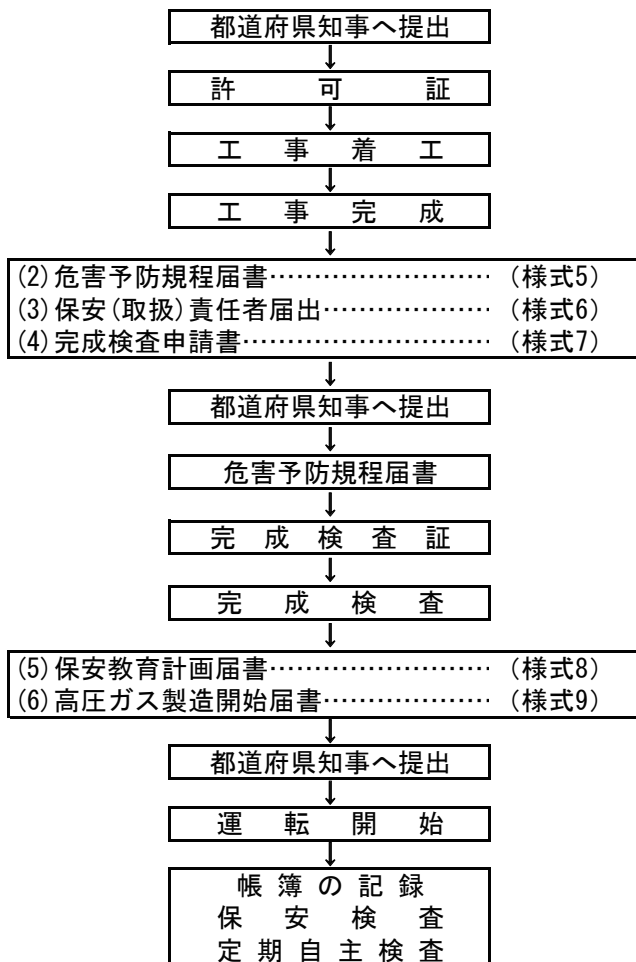 都道府県知事へ提出
↓
許可証
↓
工事着工
↓
工事完成
↓
(2)危害予防規程届書……………………… (様式5)
(3)保安(取扱)責任者届出……………… (様式6)
(4)完成検査申請書………………………… (様式7)
↓
都道府県知事へ提出
↓
危害予防規程届書
↓
完成検査証
↓
完成検査
↓
(5)保安教育計画届書……………………… (様式8)
(6)高圧ガス製造開始届書………………… (様式9)
↓
都道府県知事へ提出
↓
運転開始
↓
帳簿の記録
保安検査
定期自主検査